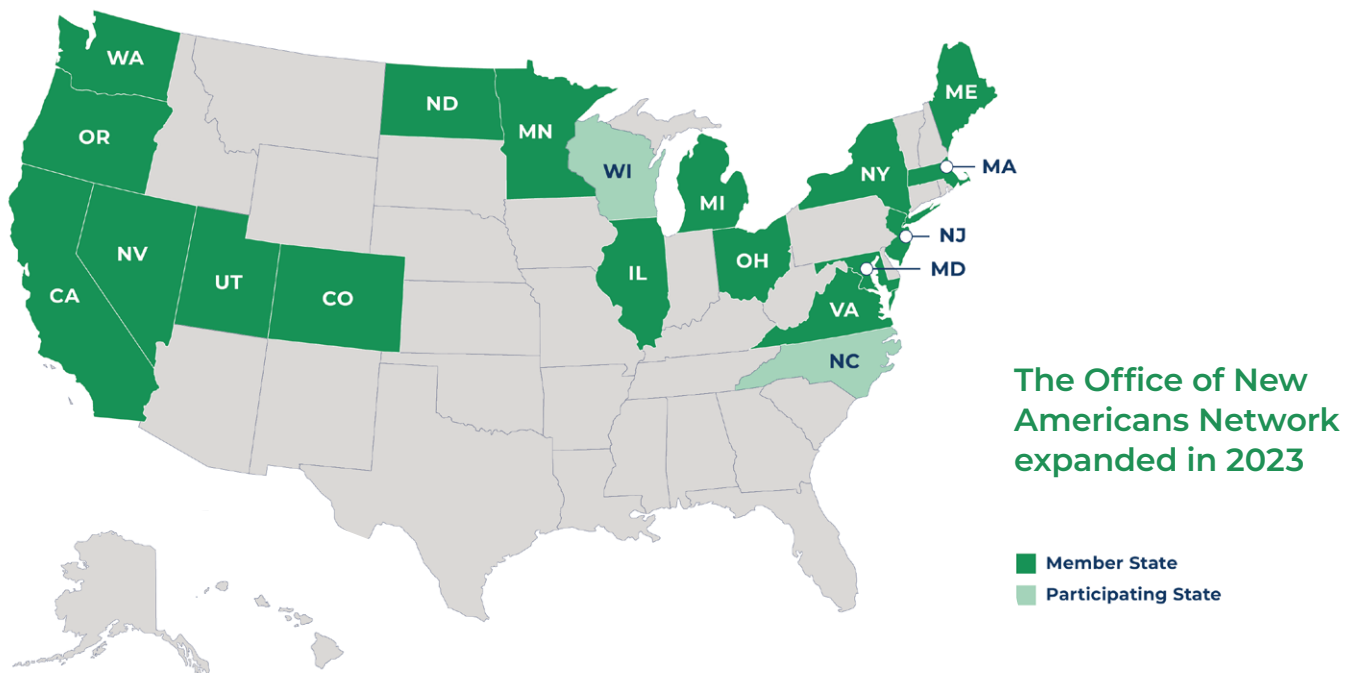 WA
OR
CA
NV
UT
CO
ND
MN
WI
IL
MI
OH
NY
ME
MA
NJ
MD
VA
NC
The Office of New
Americans Network
expanded in 2023
Member State
Participating State